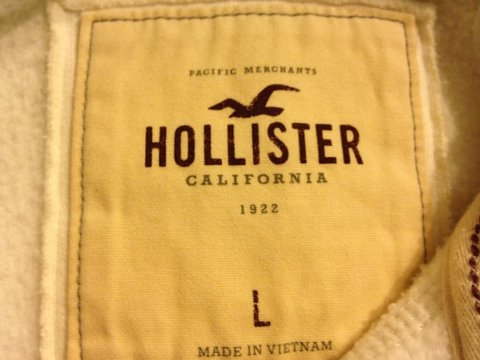 PACIFIC MERCHANTS
HOLLISTER
CALIFORNIA
1922
L
MADE IN VIETNAM